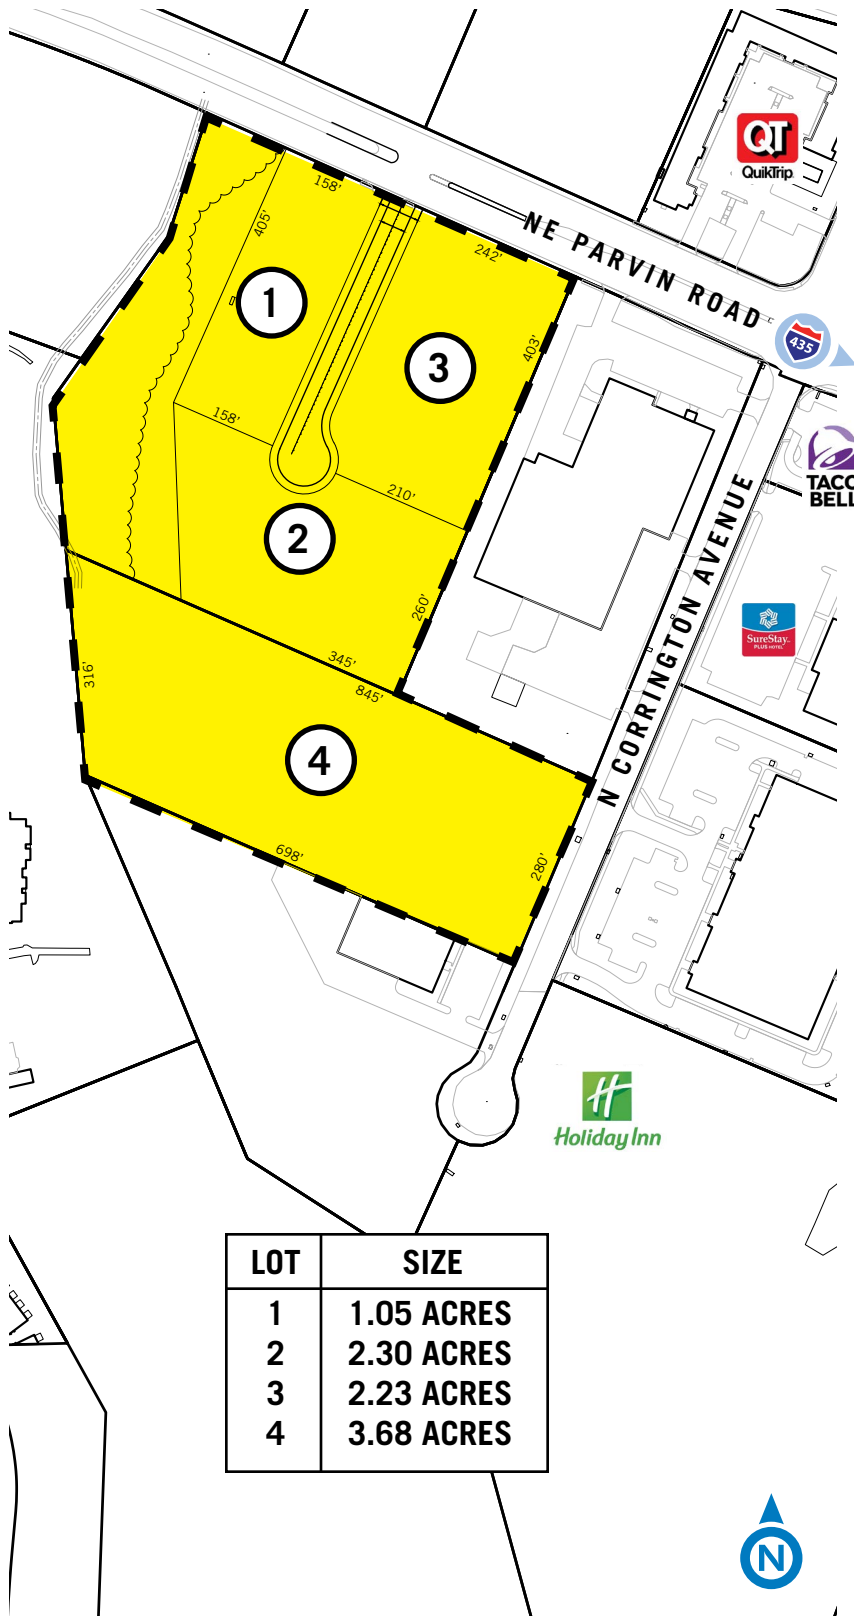 QT
QuikTrip
NE PARVIN ROAD
435
158'
405'
242'
403'
1
3
158'
210'
2
260'
345'
845'
316'
4
698'
280'
N CORRINGTON AVENUE
TACO
BELL
SureStay
PLUS HOTEL
H
Holiday Inn
LOT SIZE
1 1.05 ACRES
2 2.30 ACRES
3 2.23 ACRES
4 3.68 ACRES
N